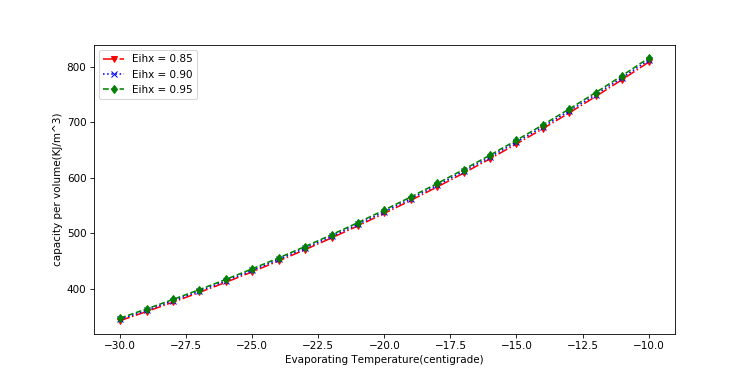 Eihx = 0.85
Eihx = 0.90
Eihx = 0.95
800
700
600
500
400
capacity per volume(KJ/m^3)
−30.0 −27.5 −25.0 −22.5 −20.0 −17.5 −15.0 −12.5 −10.0
Evaporating Temperature(centigrade)